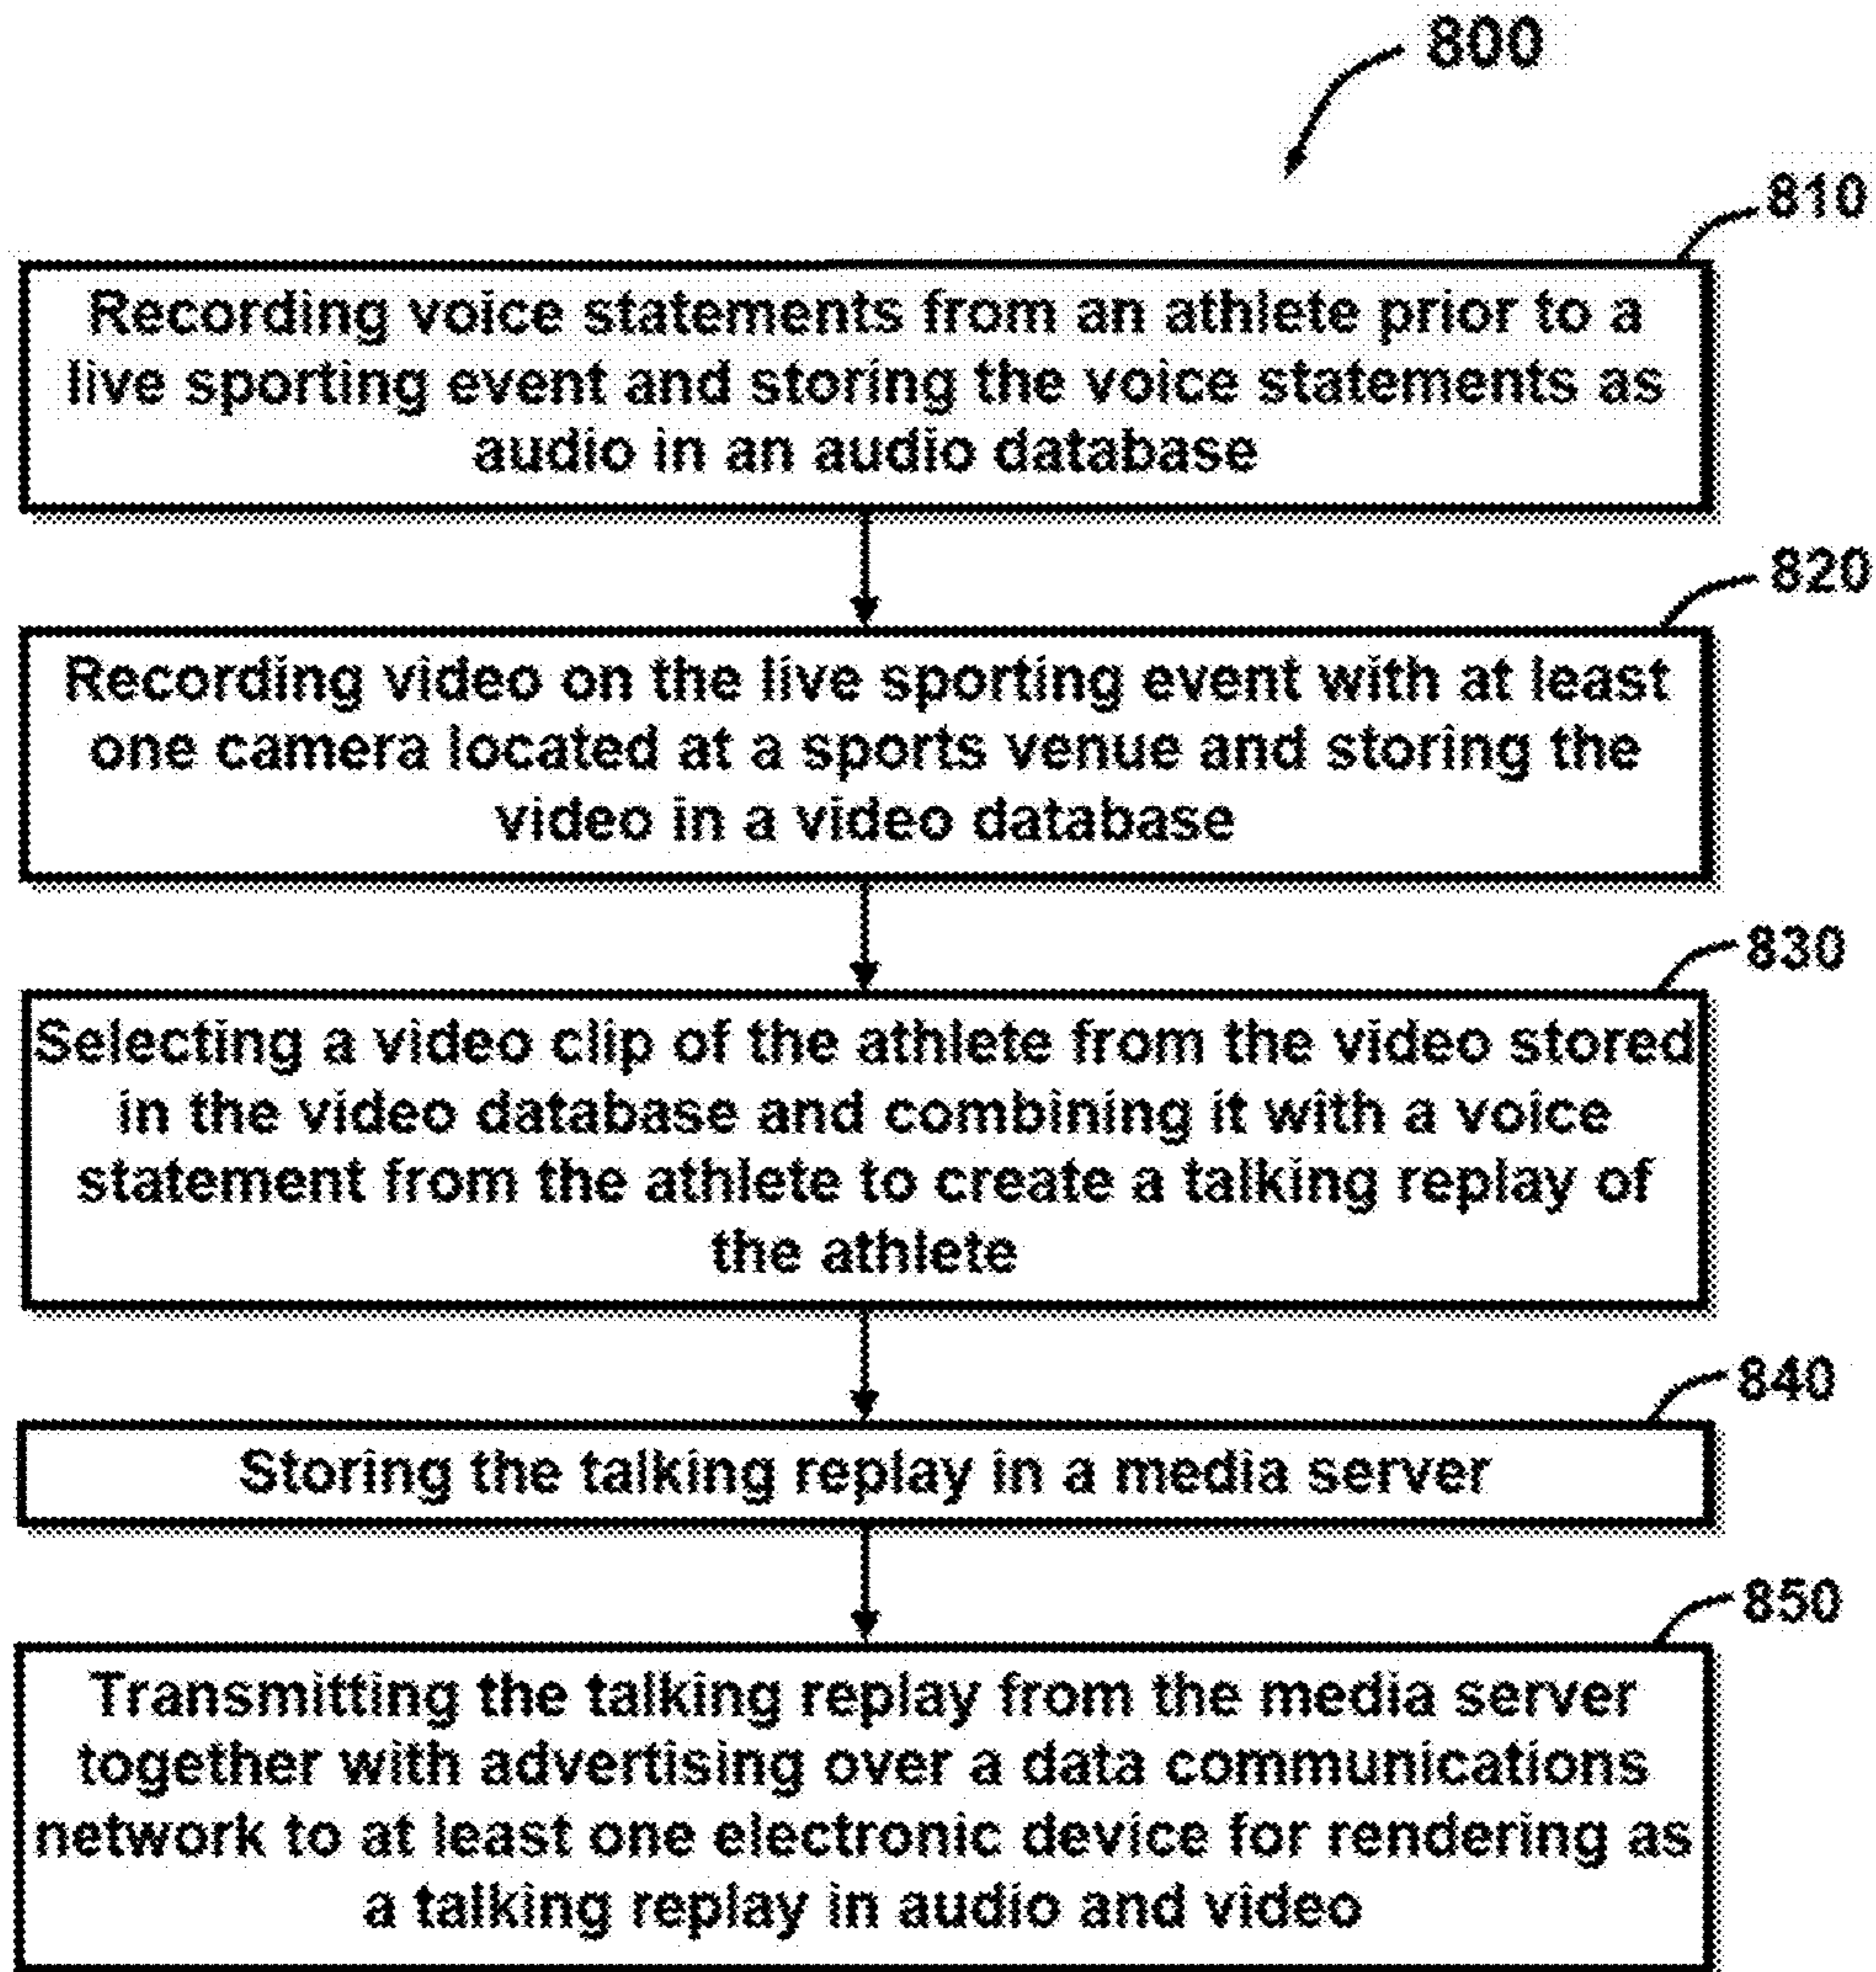 800
810
Recording voice statements from an athlete prior to a
live sporting event and storing the voice statements as
audio in an audio database
820
Recording video on the live sporting event with at least
one camera located at a sports venue and storing the
video in a video database
830
Selecting a video clip of the athlete from the video stored
in the video database and combining it with a voice
statement from the athlete to create a talking replay of
the athlete
840
Storing the talking replay in a media server
850
Transmitting the talking replay from the media server
together with advertising over a data communications
network to at least one electronic device for rendering as
a talking replay in audio and video